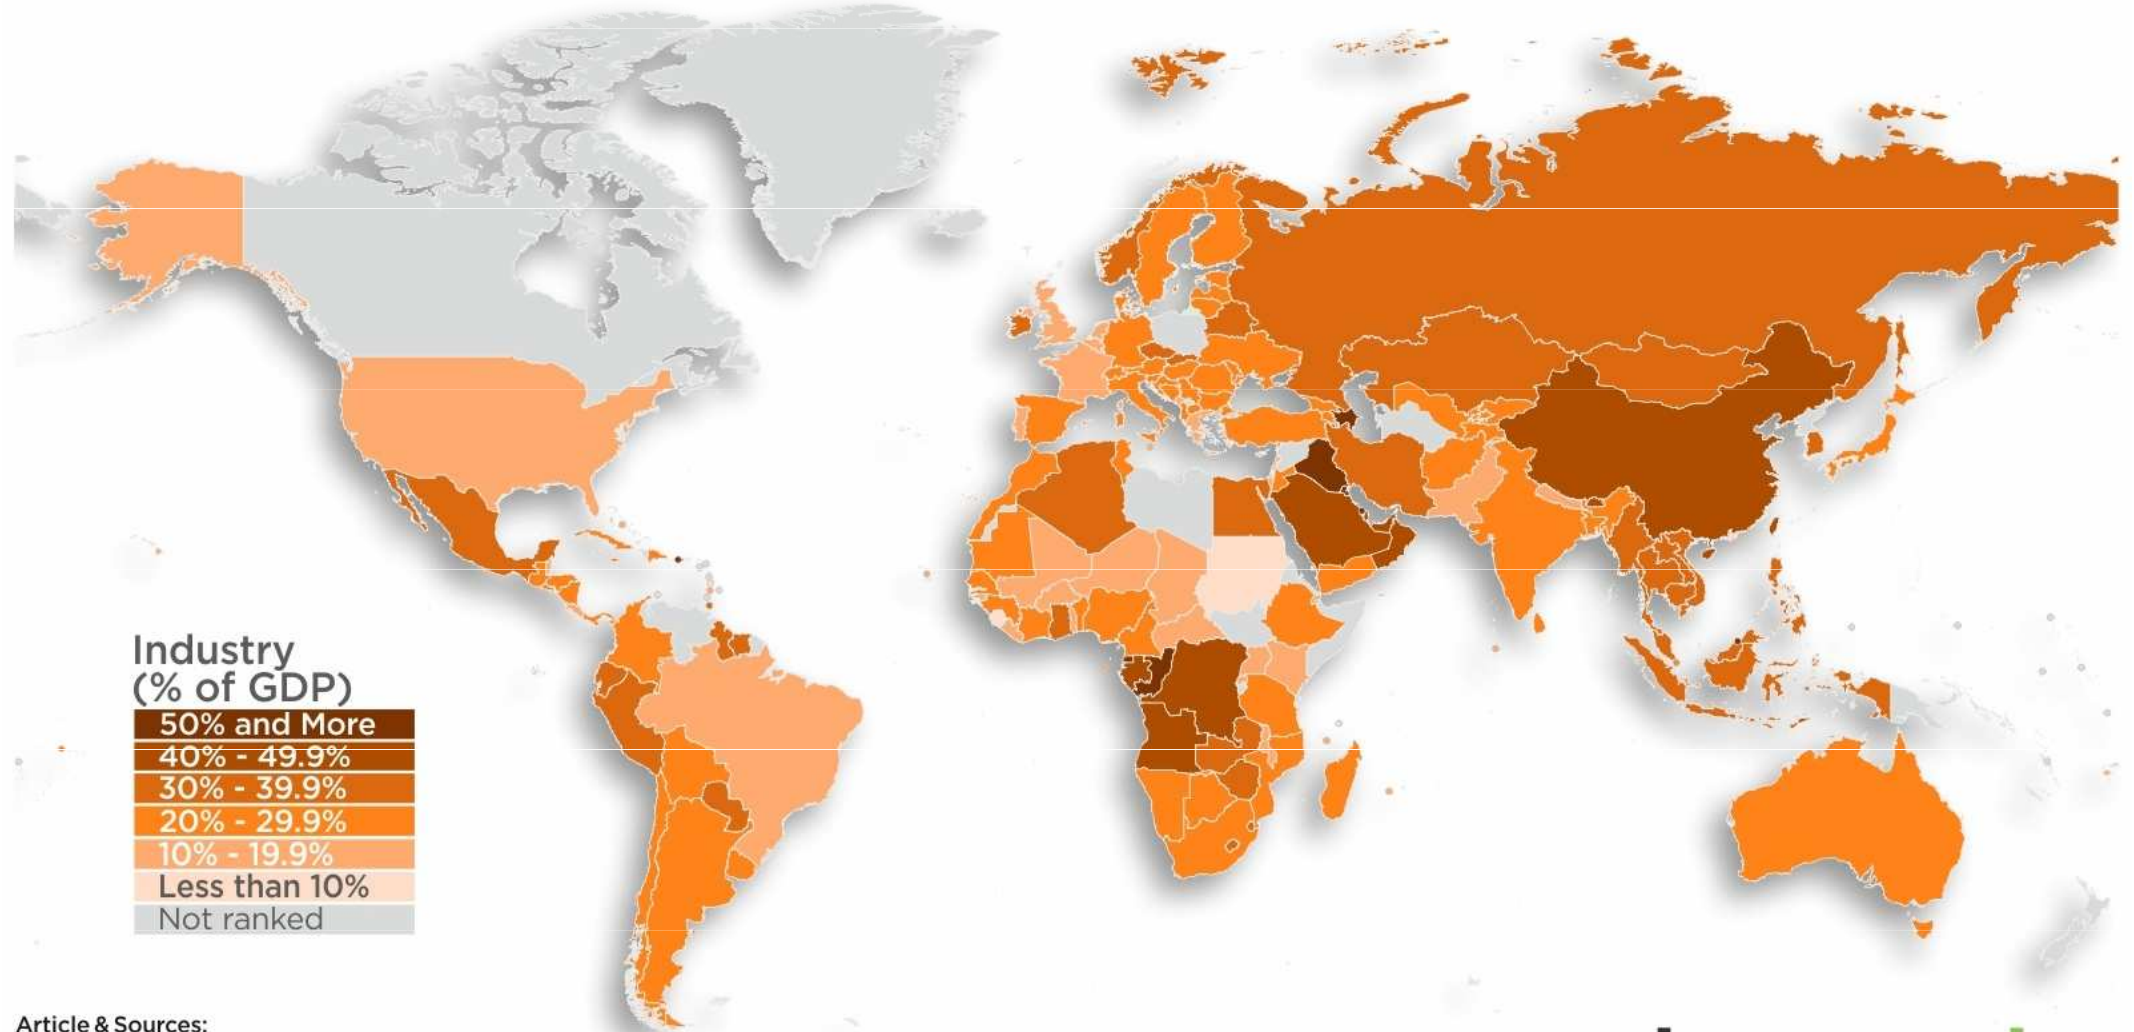 Industry
(% of GDP)
50% and More
40% - 49.9%
30% - 39.9%
20% - 29.9%
10% - 19.9%
Less than 10%
Not ranked
Article & Sources: